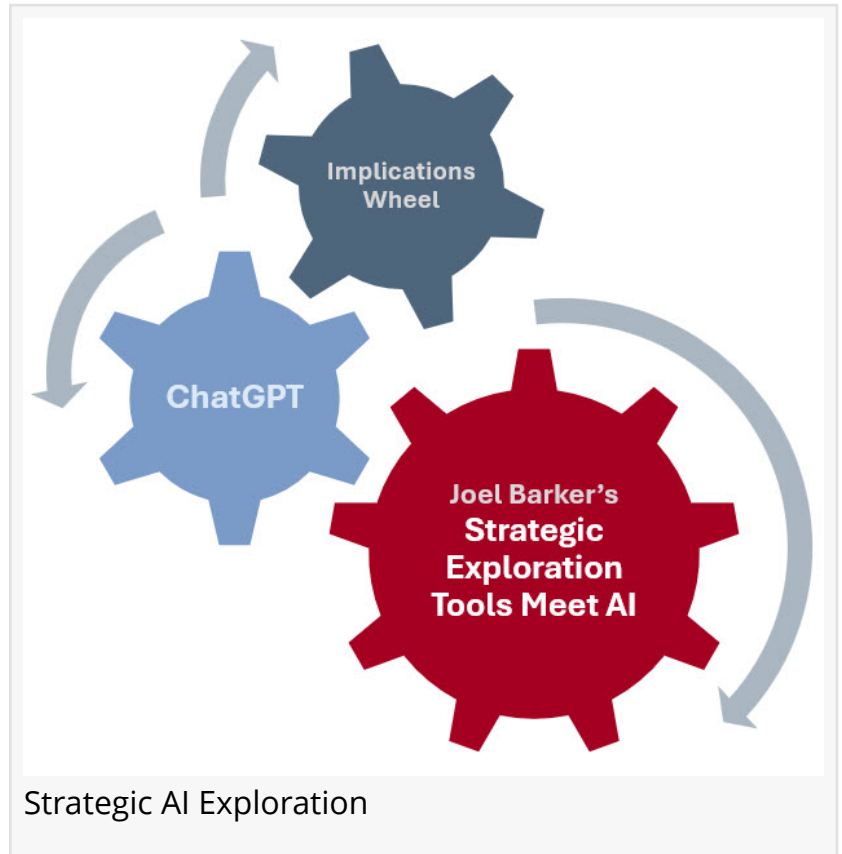 Implications
Wheel
ChatGPT
Joel Barker’s
Strategic
Exploration
Tools Meet AI
Strategic AI Exploration